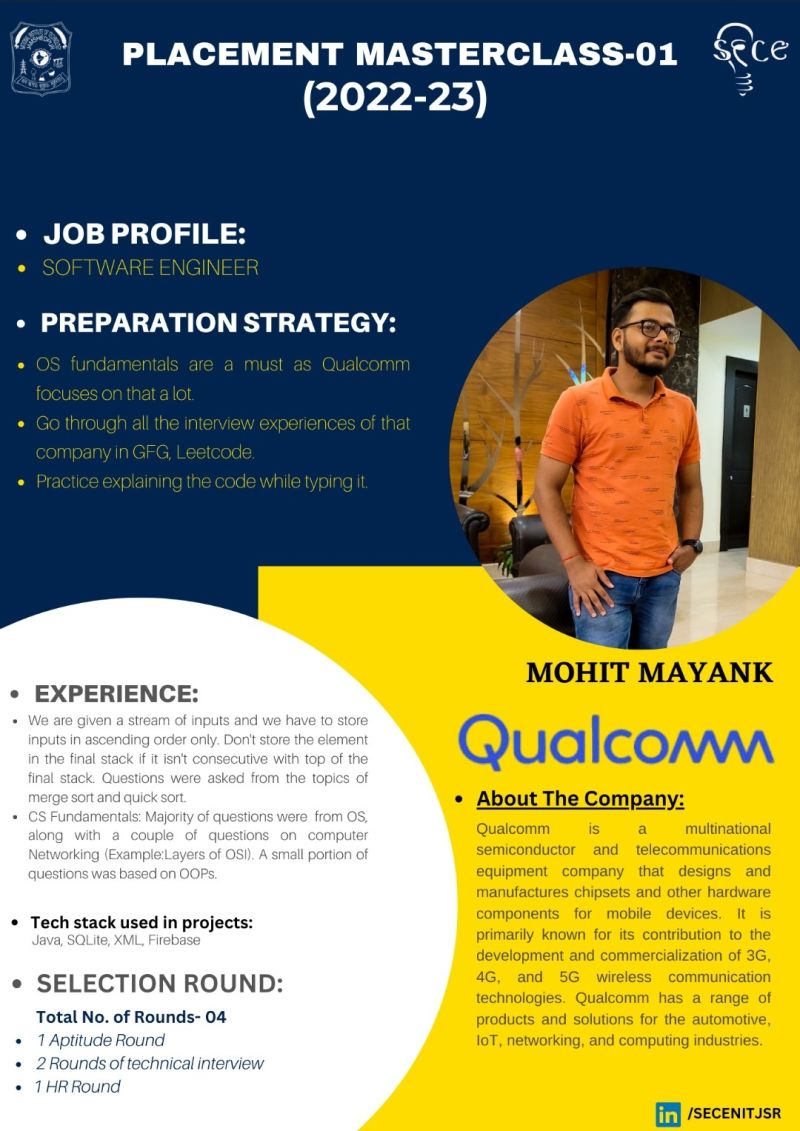 PLACEMENT MASTERCLASS-01
(2022-23)
sece
• JOB PROFILE:
• SOFTWARE ENGINEER
• PREPARATION STRATEGY:
• OS fundamentals are a must as Qualcomm
focuses on that a lot.
• Go through all the interview experiences of that
company in GFG, Leetcode.
• Practice explaining the code while typing it.
MOHIT MAYANK
Qualcomm
• EXPERIENCE:
• We are given a stream of inputs and we have to store
inputs in ascending order only. Don't store the element
in the final stack if it isn't consecutive with top of the
final stack. Questions were asked from the topics of
merge sort and quick sort.
• CS Fundamentals: Majority of questions were from OS,
along with a couple of questions on computer
Networking (Example:Layers of OSI). A small portion of
questions was based on OOPs.
• Tech stack used in projects:
Java, SQLite, XML, Firebase
• SELECTION ROUND:
Total No. of Rounds- 04
• 1 Aptitude Round
• 2 Rounds of technical interview
• 1 HR Round
• About The Company:
Qualcomm is a multinational
semiconductor and telecommunications
equipment company that designs and
manufactures chipsets and other hardware
components for mobile devices. It is
primarily known for its contribution to the
development and commercialization of 3G,
4G, and 5G wireless communication
technologies. Qualcomm has a range of
products and solutions for the automotive,
IoT, networking, and computing industries.
in /SECENITJSR